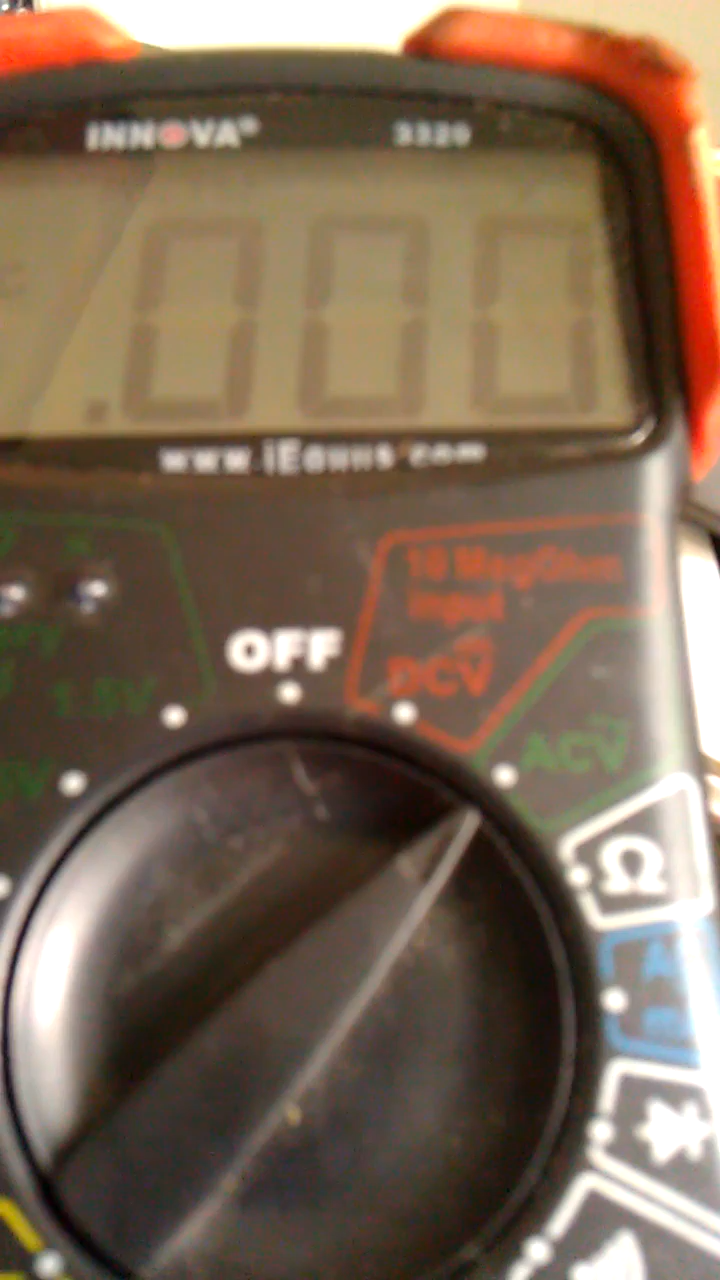 INNOVA® 3320
.000
www.iEQUUS.com
10 MegOhm
Input
OFF
DCV
1.5V
ACV
Ω